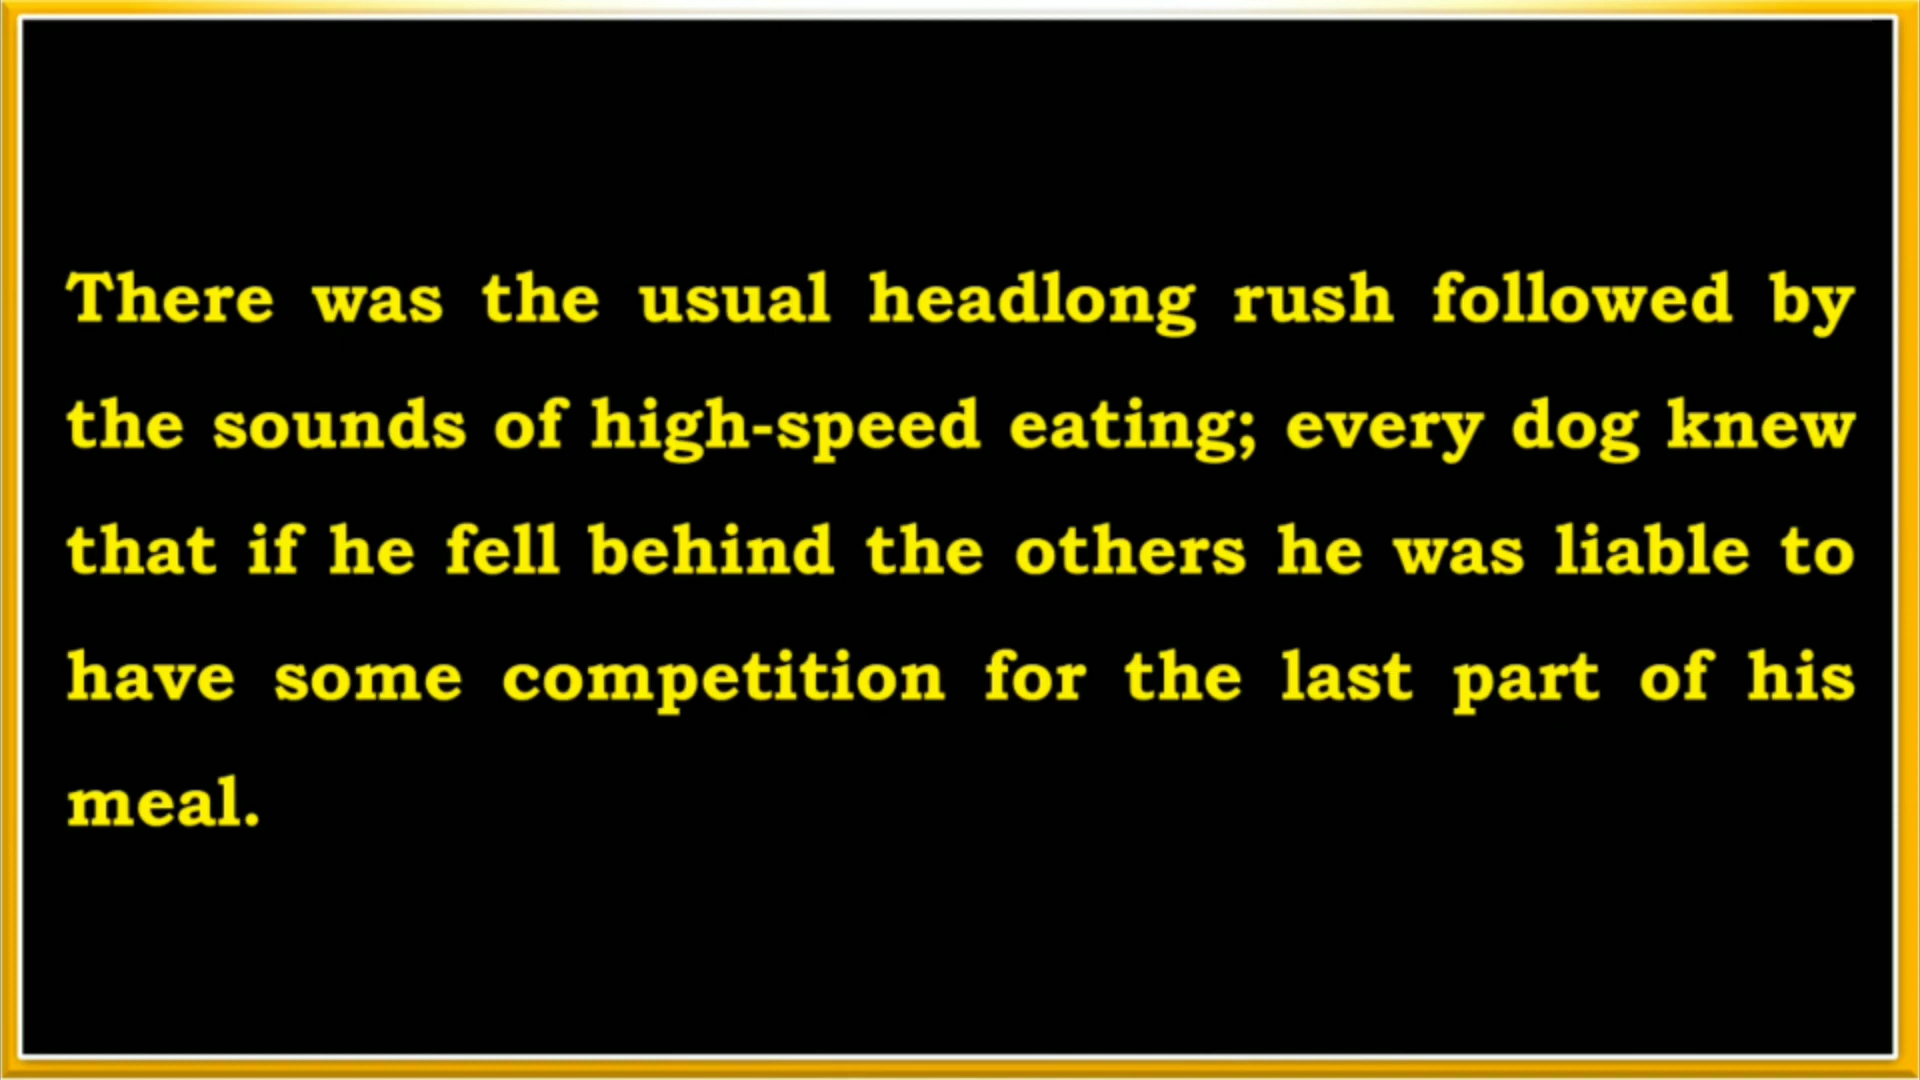 There was the usual headlong rush followed by
the sounds of high-speed eating; every dog knew
that if he fell behind the others he was liable to
have some competition for the last part of his
meal.